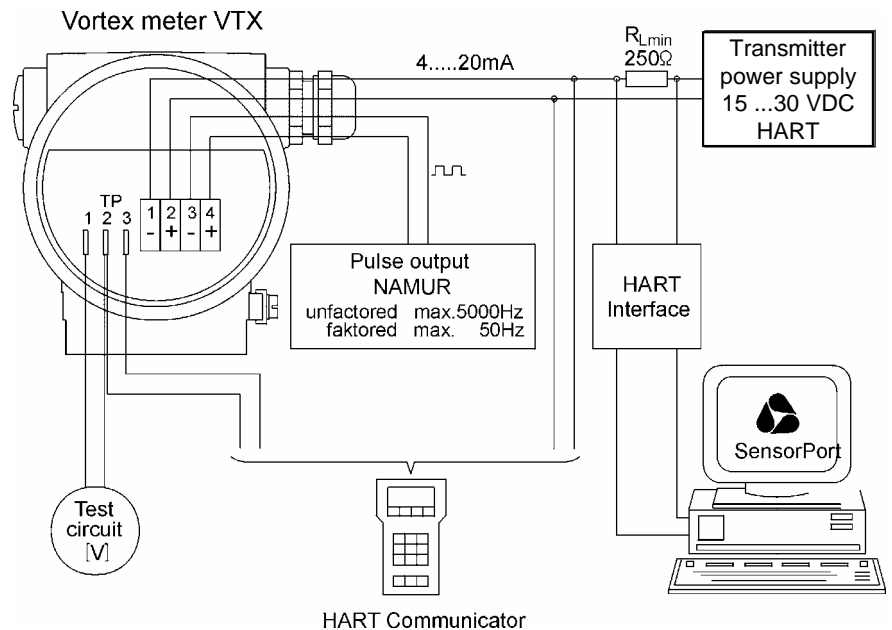 Vortex meter VTX
4.....20mA
RLmin
250Ω
Transmitter
power supply
15 ...30 VDC
HART
TP
1 2 3
1 2 3 4
- + - +
Pulse output
NAMUR
unfactored max.5000Hz
faktored max. 50Hz
HART
Interface
SensorPort
Test
circuit
[V]
HART Communicator